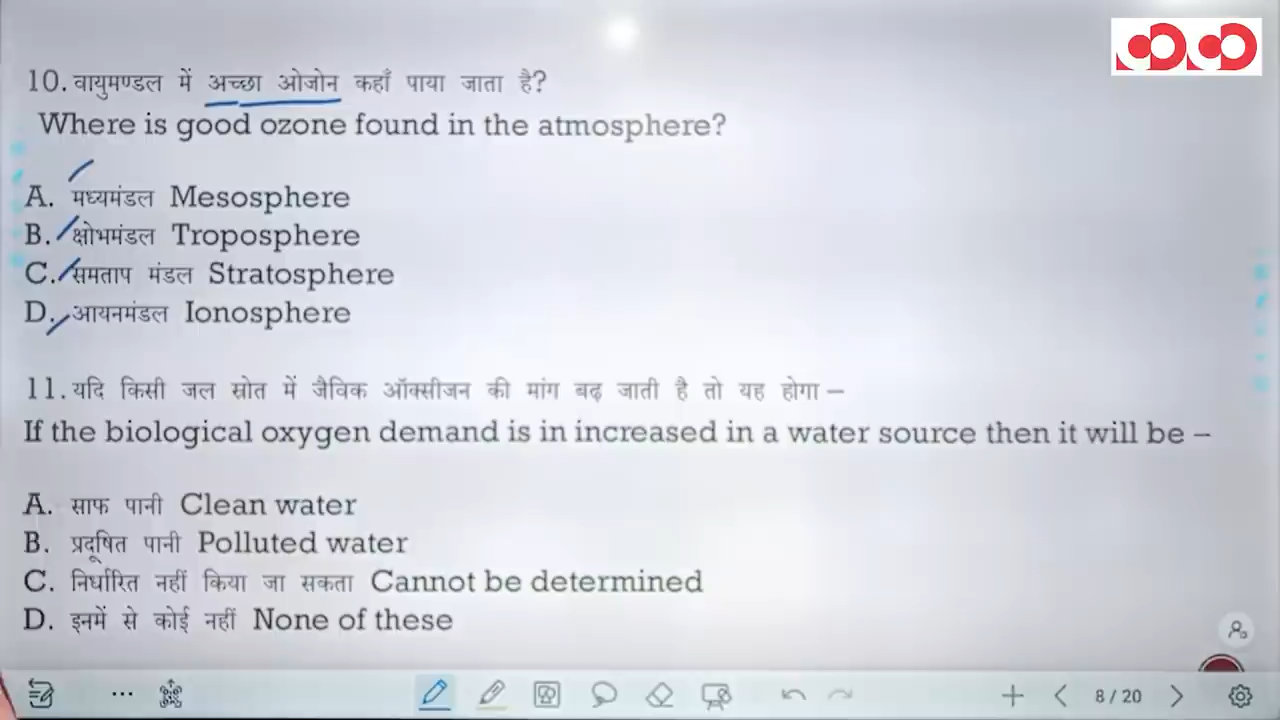 10. वायुमण्डल में अच्छा ओजोन कहाँ पाया जाता है?
Where is good ozone found in the atmosphere?
A. मध्यमंडल Mesosphere
B. क्षोभमंडल Troposphere
C. समताप मंडल Stratosphere
D. आयनमंडल Ionosphere
11. यदि किसी जल स्रोत में जैविक ऑक्सीजन की मांग बढ़ जाती है तो यह होगा –
If the biological oxygen demand is in increased in a water source then it will be –
A. साफ पानी Clean water
B. प्रदूषित पानी Polluted water
C. निर्धारित नहीं किया जा सकता Cannot be determined
D. इनमें से कोई नहीं None of these
8 / 20